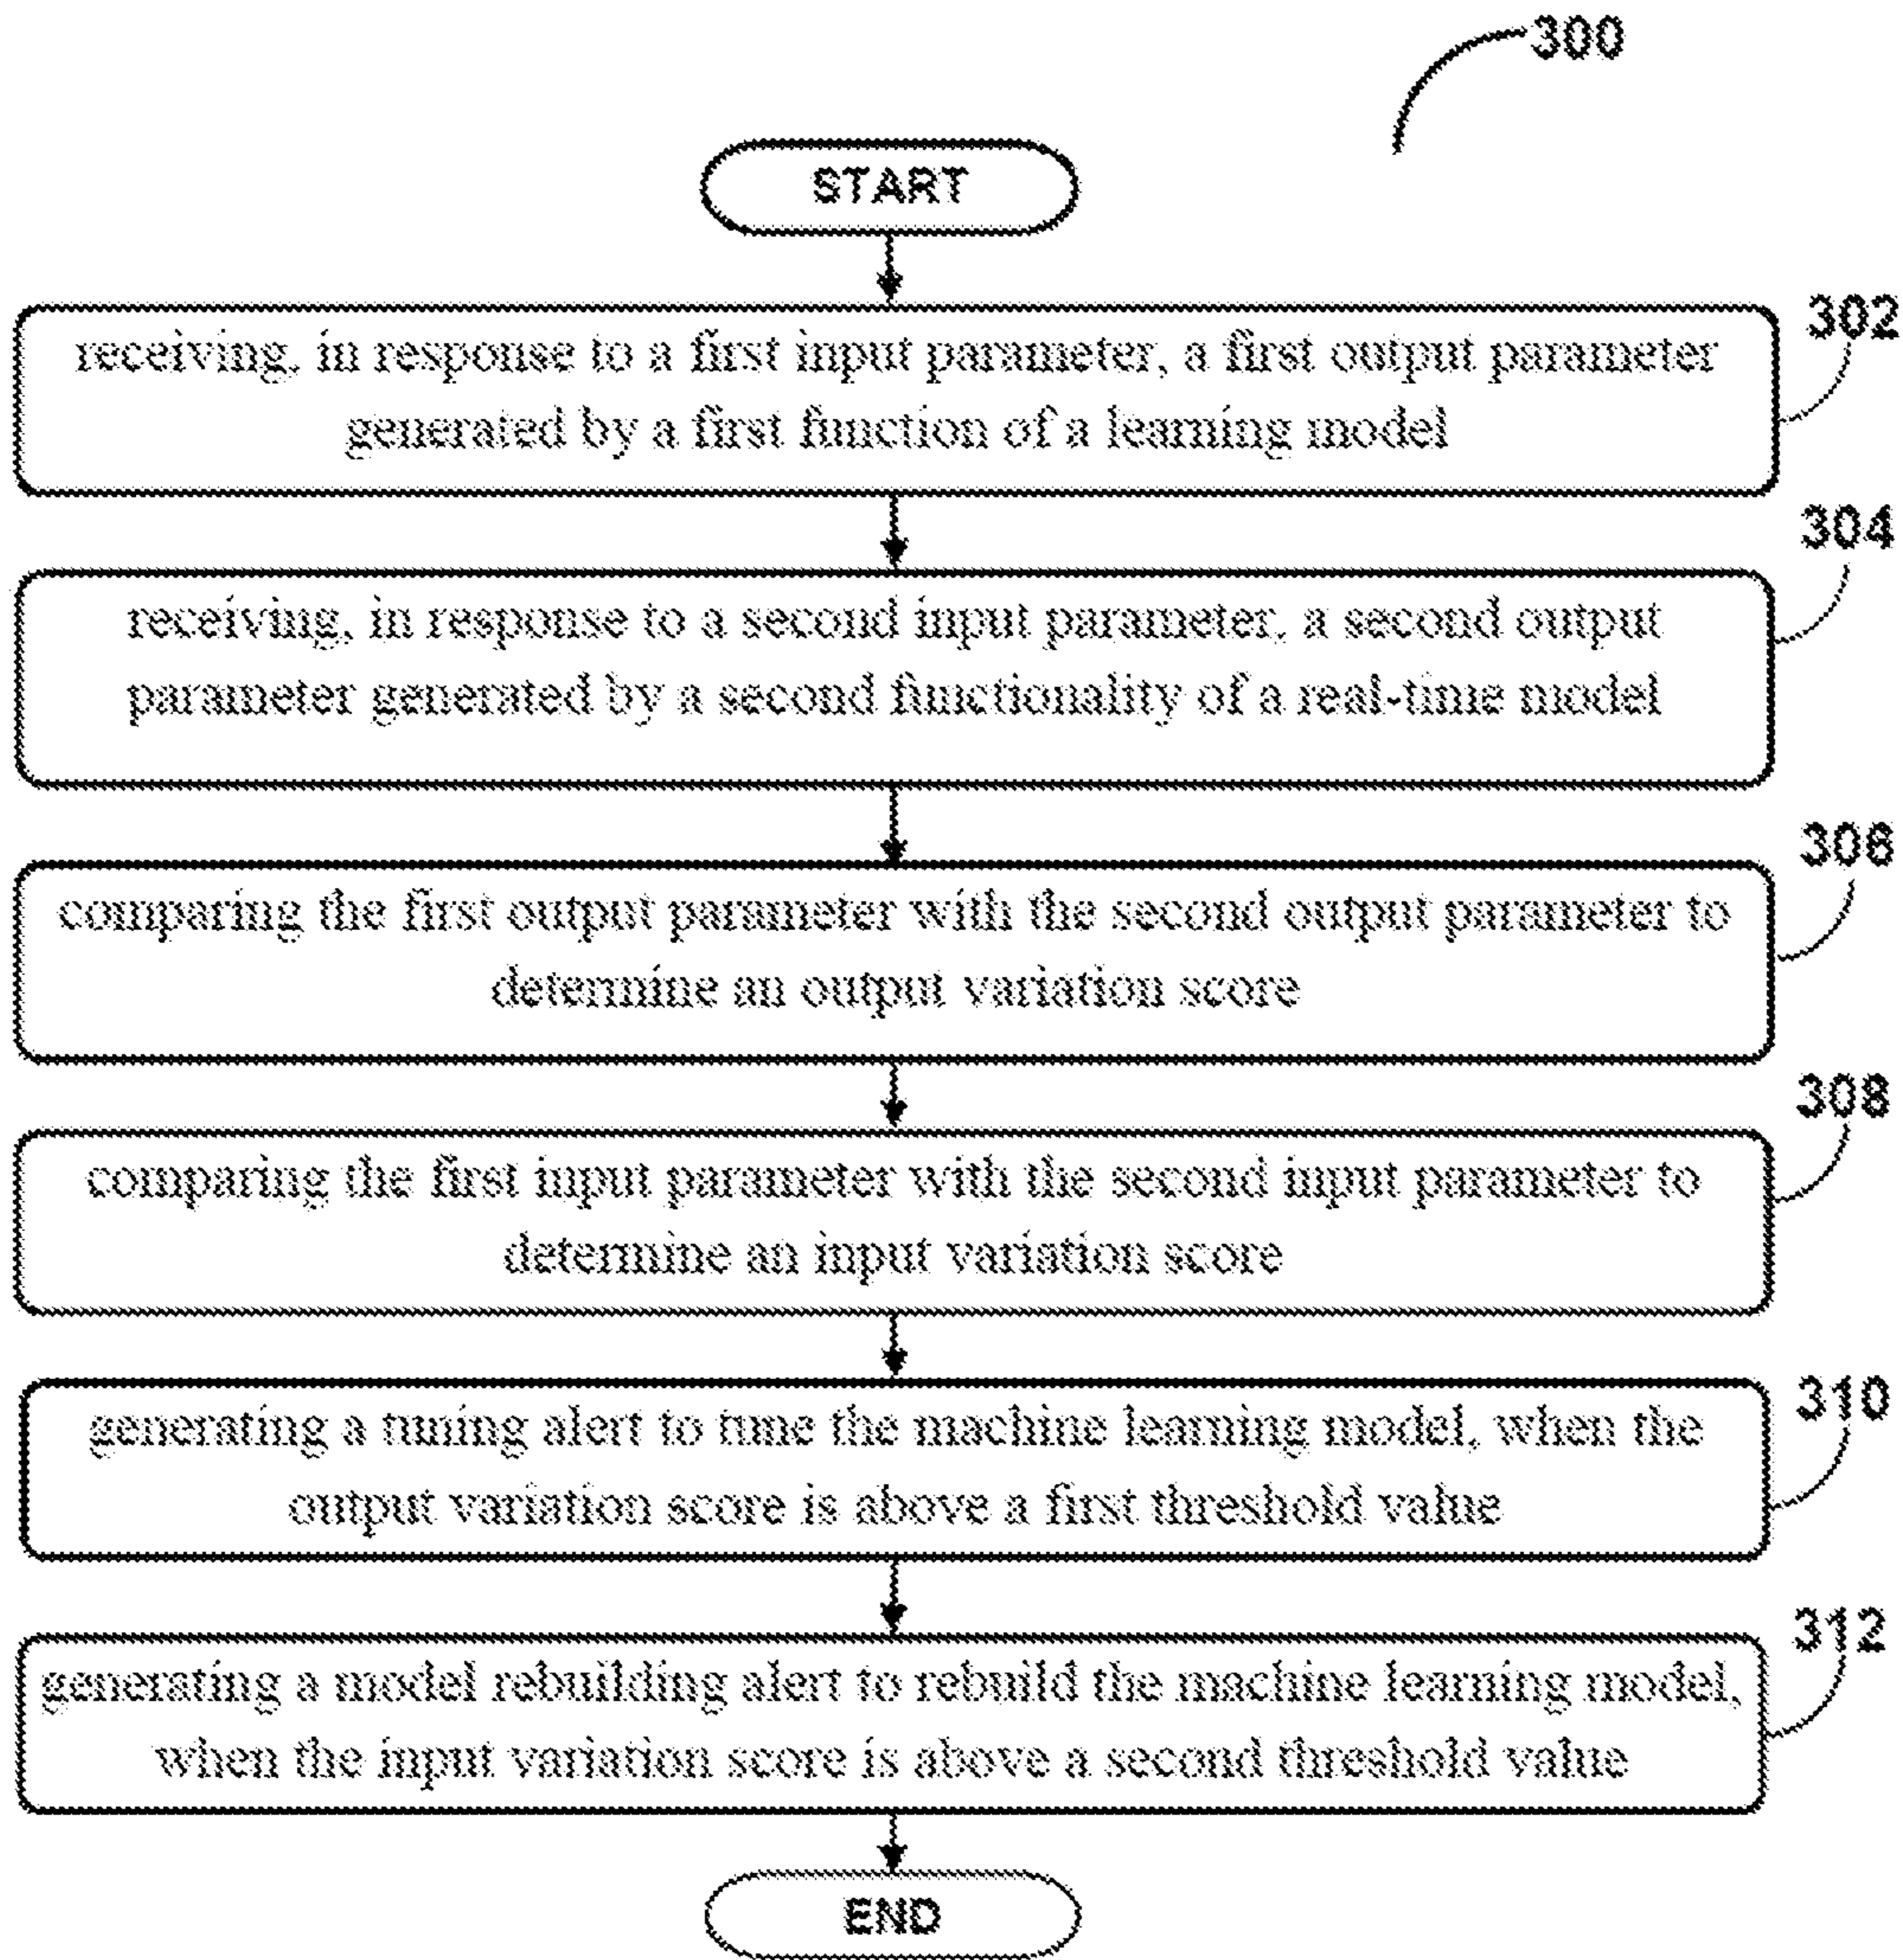 300
START
302
receiving, in response to a first input parameter, a first output parameter
generated by a first function of a learning model
304
receiving, in response to a second input parameter, a second output
parameter generated by a second functionality of a real-time model
306
comparing the first output parameter with the second output parameter to
determine an output variation score
308
comparing the first input parameter with the second input parameter to
determine an input variation score
310
generating a tuning alert to tune the machine learning model, when the
output variation score is above a first threshold value
312
generating a model rebuilding alert to rebuild the machine learning model,
when the input variation score is above a second threshold value
END